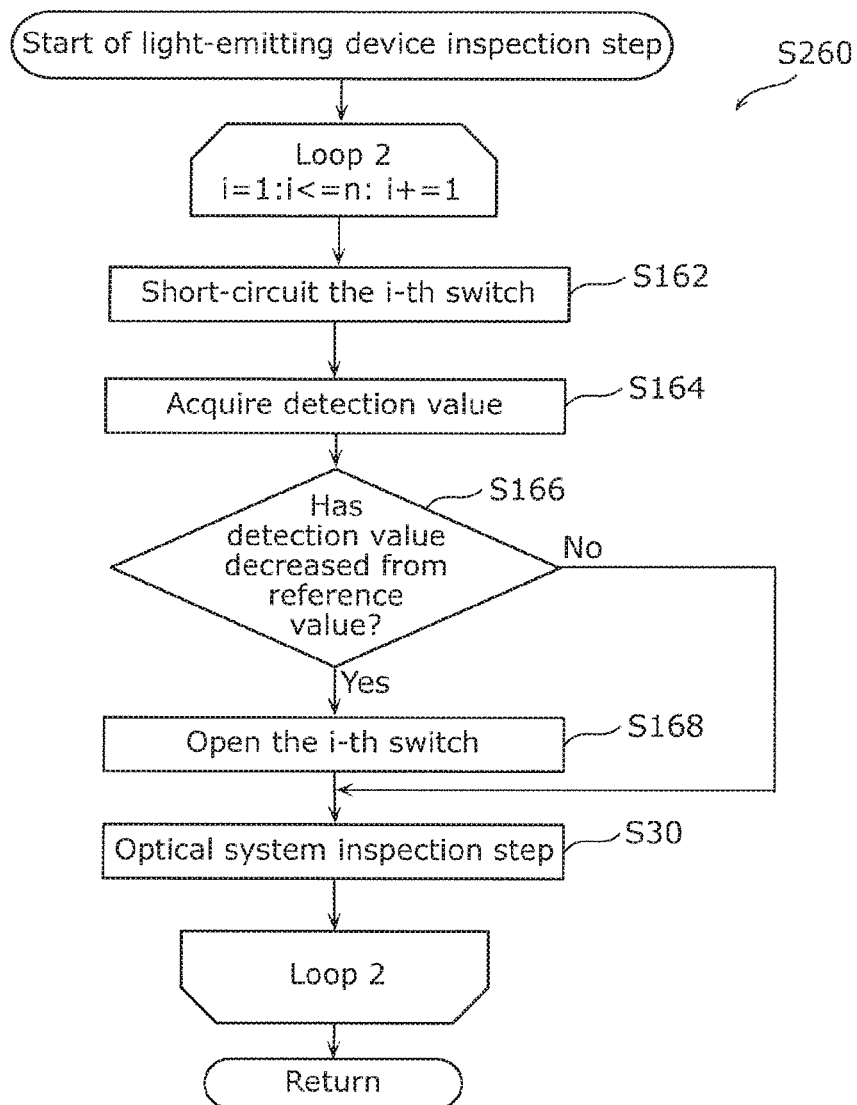 Start of light-emitting device inspection step
S260
Loop 2
i=1:i<=n: i+=1
Short-circuit the i-th switch
S162
Acquire detection value
S164
Has
detection value
decreased from
reference
value?
S166
No
Yes
Open the i-th switch
S168
Optical system inspection step
S30
Loop 2
Return